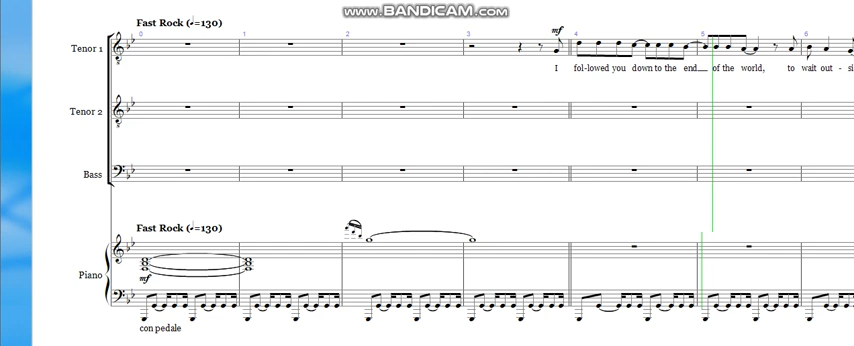 WWW.BANDICAM.COM
Fast Rock (♩=130)
mf
0 1 2 3 4 5 6
Tenor 1
I fol-lowed you down to the end__ of the world, to wait out - si
Tenor 2
Bass
Fast Rock (♩=130)
Piano
mf
con pedale